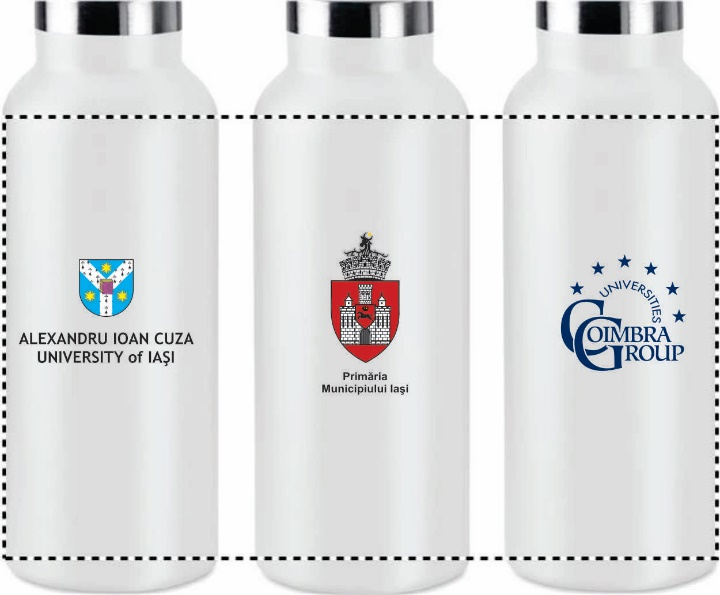 ALEXANDRU IOAN CUZA
UNIVERSITY of IAŞI
Primăria
Municipiului Iaşi
UNIVERSITIES
COIMBRA
GROUP